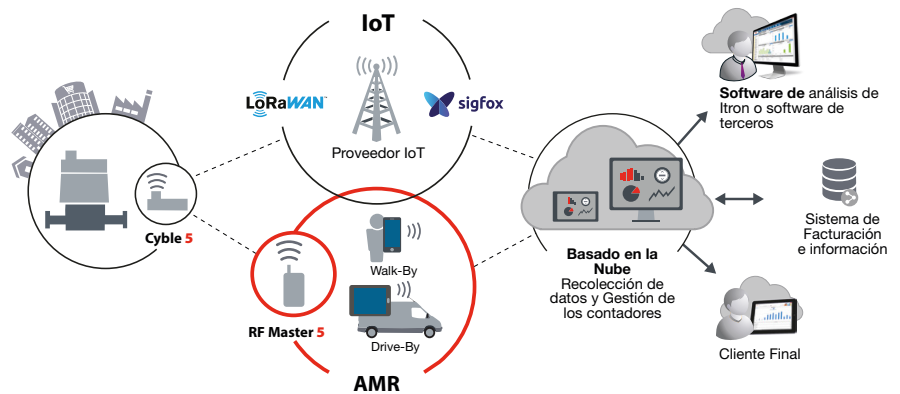 IoT
LoRaWAN™
sigfox
Proveedor IoT
Cyble 5
RF Master 5
Walk-By
Drive-By
AMR
Basado en la
Nube
Recolección de
datos y Gestión de
los contadores
Software de análisis de
Itron o software de
terceros
Sistema de
Facturación
e información
Cliente Final